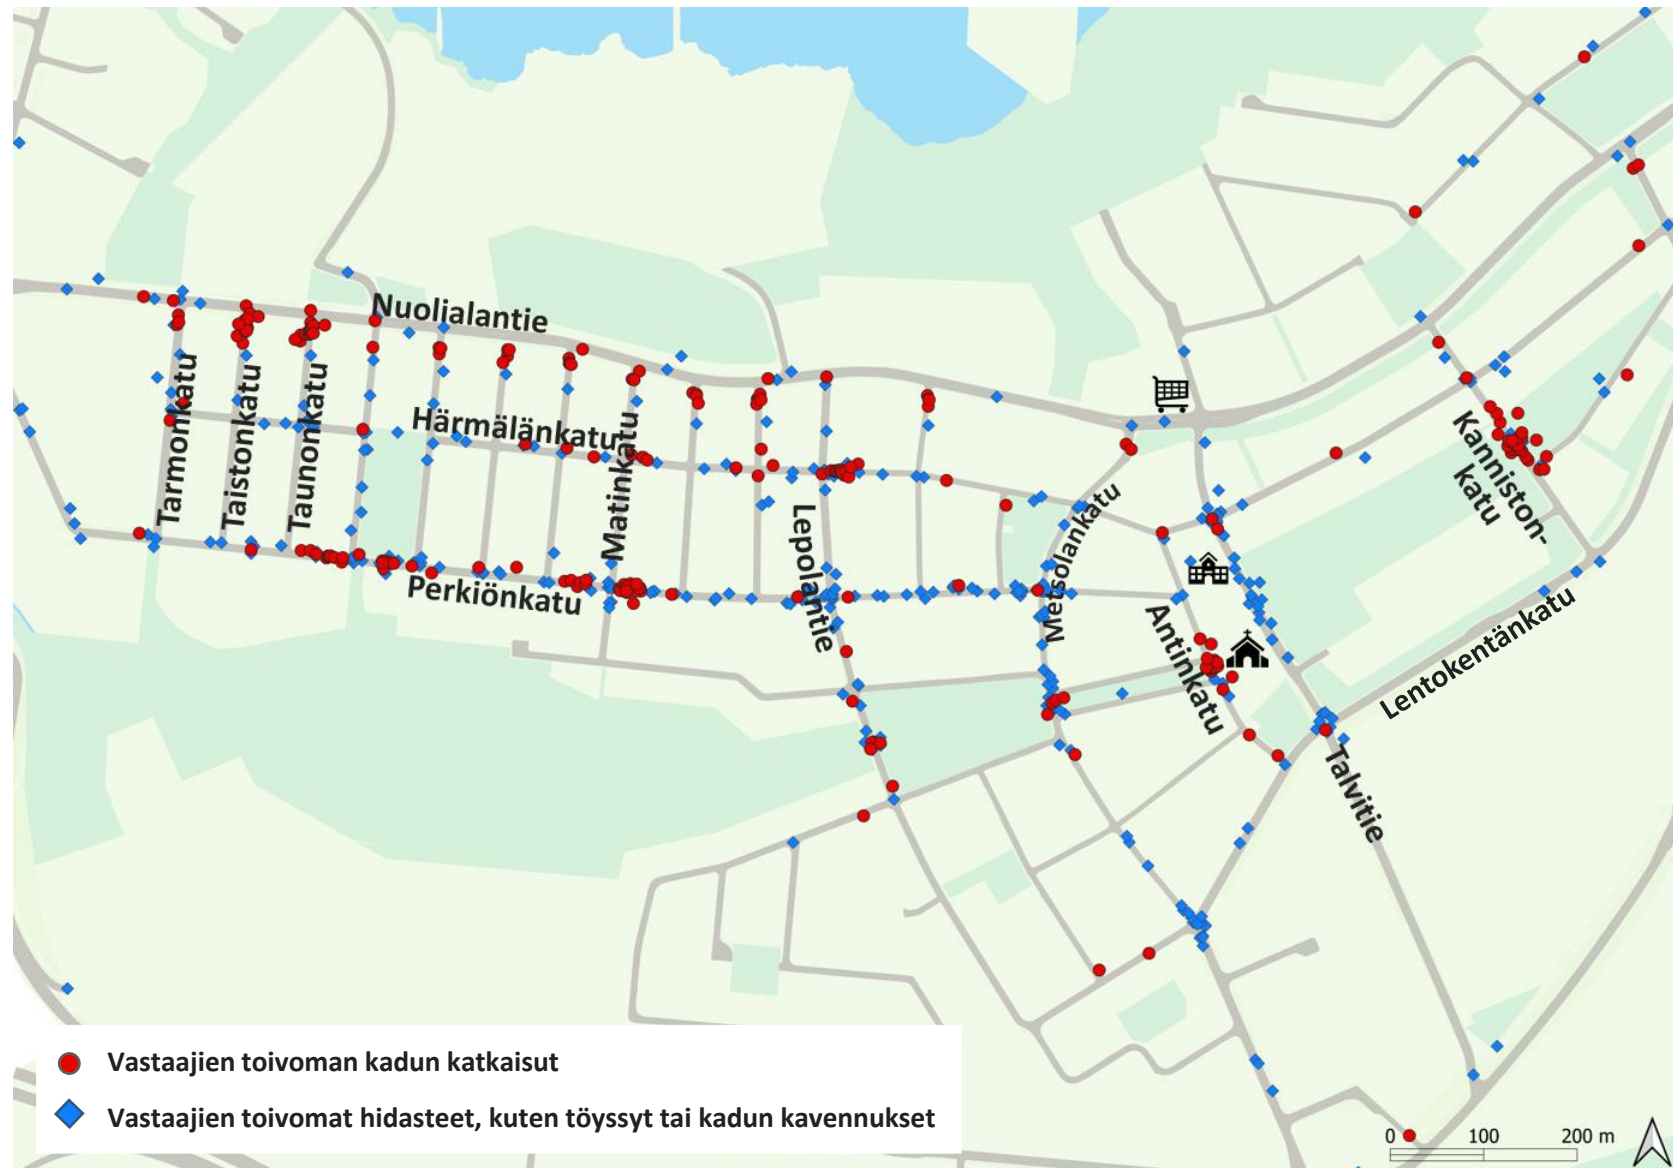 Nuolialantie
Härmälänkatu
Tarmonkatu
Taistonkatu
Taunonkatu
Matinkatu
Perkiönkatu
Lepolantie
Metsolankatu
Antinkatu
Kanniston-
katu
Lentokentänkatu
Talvitie
Vastaajien toivoman kadun katkaisut
Vastaajien toivomat hidasteet, kuten töyssyt tai kadun kavennukset
0 100 200 m